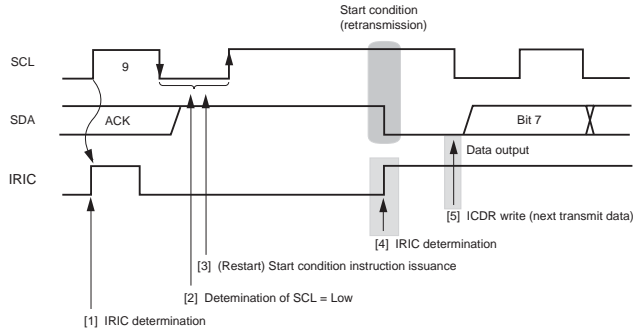 Start condition
(retransmission)
SCL
9
SDA
ACK
Bit 7
Data output
IRIC
[5] ICDR write (next transmit data)
[4] IRIC determination
[3] (Restart) Start condition instruction issuance
[2] Detemination of SCL = Low
[1] IRIC determination